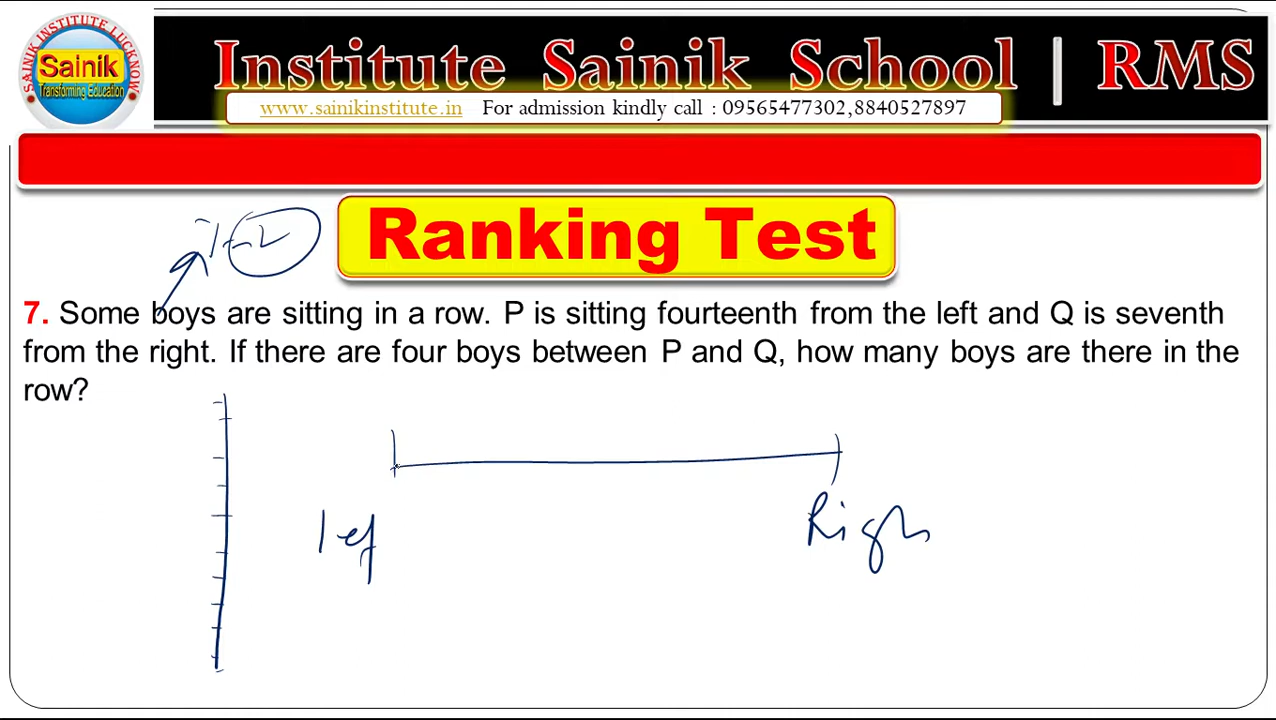 SAINIK INSTITUTE LUCKNOW
Sainik
Transforming Education
Institute Sainik School | RMS
www.sainikinstitute.in For admission kindly call : 09565477302,8840527897
Ranking Test
7. Some boys are sitting in a row. P is sitting fourteenth from the left and Q is seventh
from the right. If there are four boys between P and Q, how many boys are there in the
row?
lef Righ